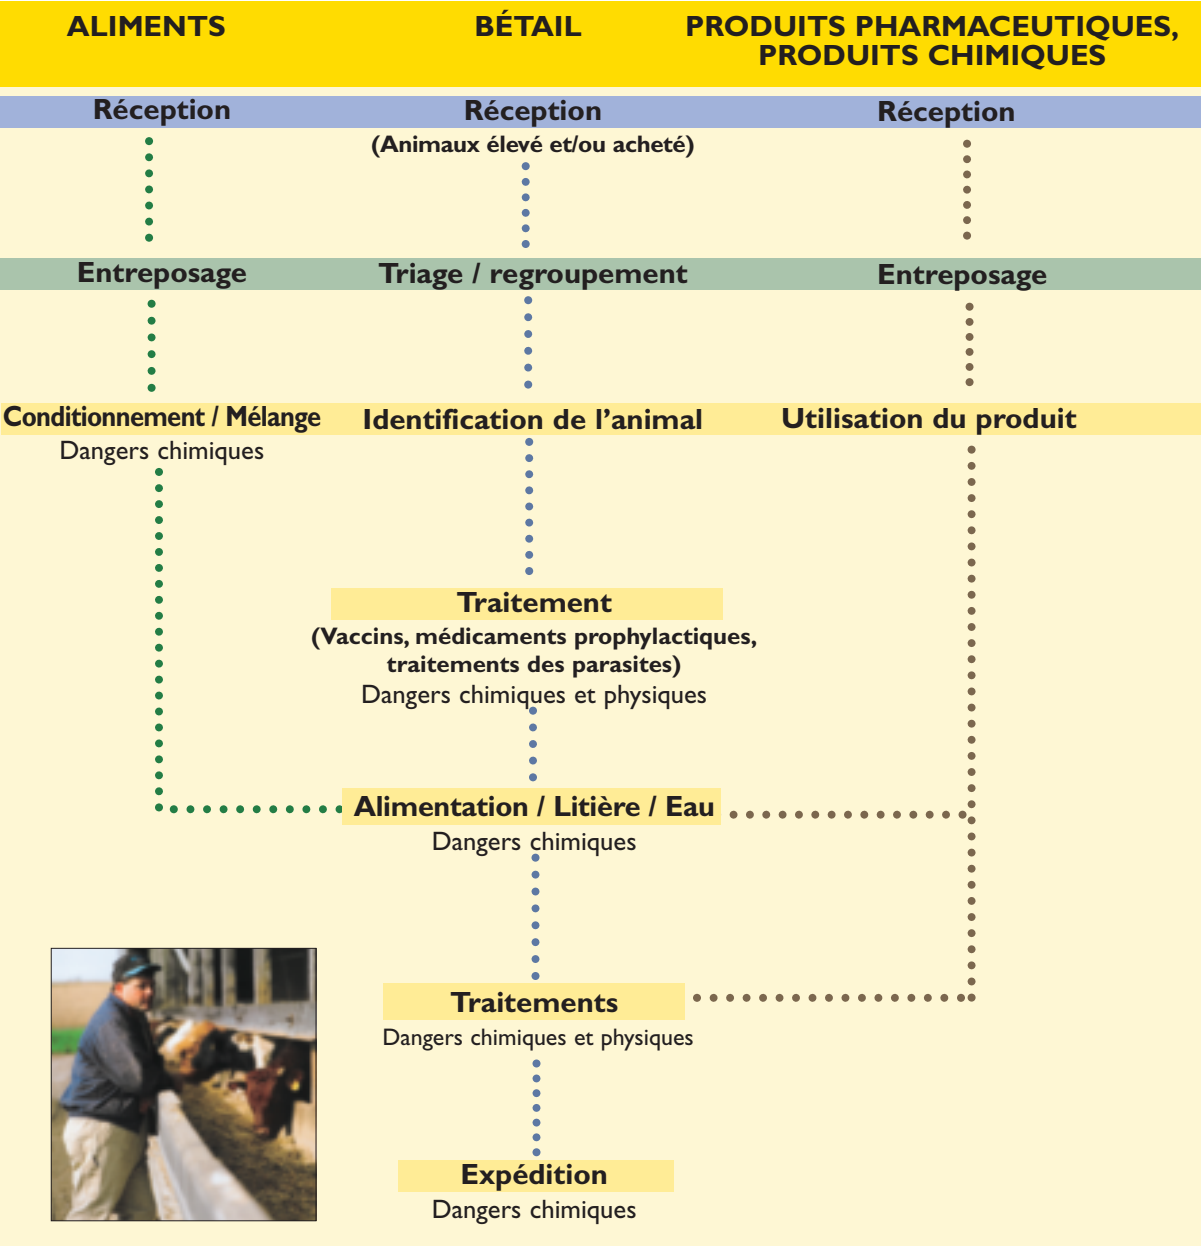 ALIMENTS
BÉTAIL
PRODUITS PHARMACEUTIQUES,
PRODUITS CHIMIQUES
Réception
Réception
Réception
(Animaux élevé et/ou acheté)
Entreposage
Triage / regroupement
Entreposage
Conditionnement / Mélange
Identification de l’animal
Utilisation du produit
Dangers chimiques
Traitement
(Vaccins, médicaments prophylactiques,
traitements des parasites)
Dangers chimiques et physiques
Alimentation / Litière / Eau
Dangers chimiques
Traitements
Dangers chimiques et physiques
Expédition
Dangers chimiques